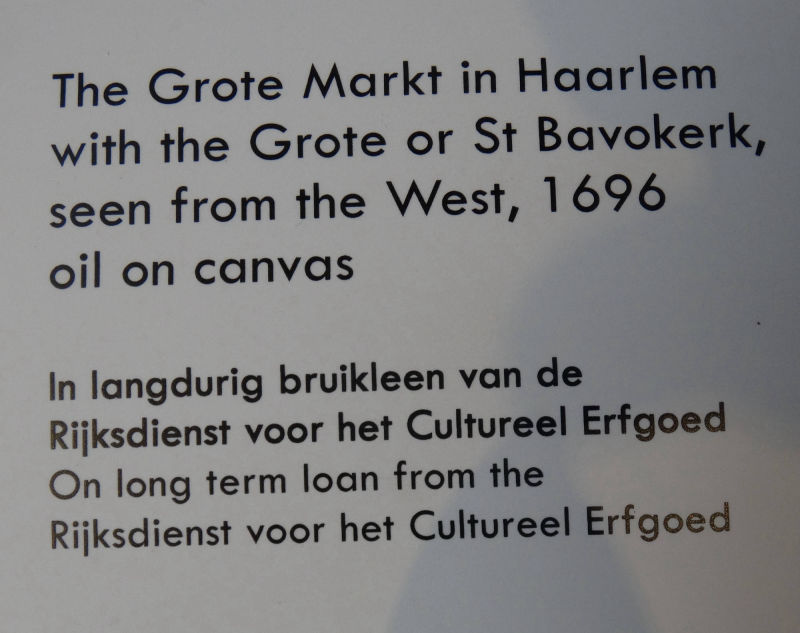 The Grote Markt in Haarlem
with the Grote or St Bavokerk,
seen from the West, 1696
oil on canvas
In langdurig bruikleen van de
Rijksdienst voor het Cultureel Erfgoed
On long term loan from the
Rijksdienst voor het Cultureel Erfgoed